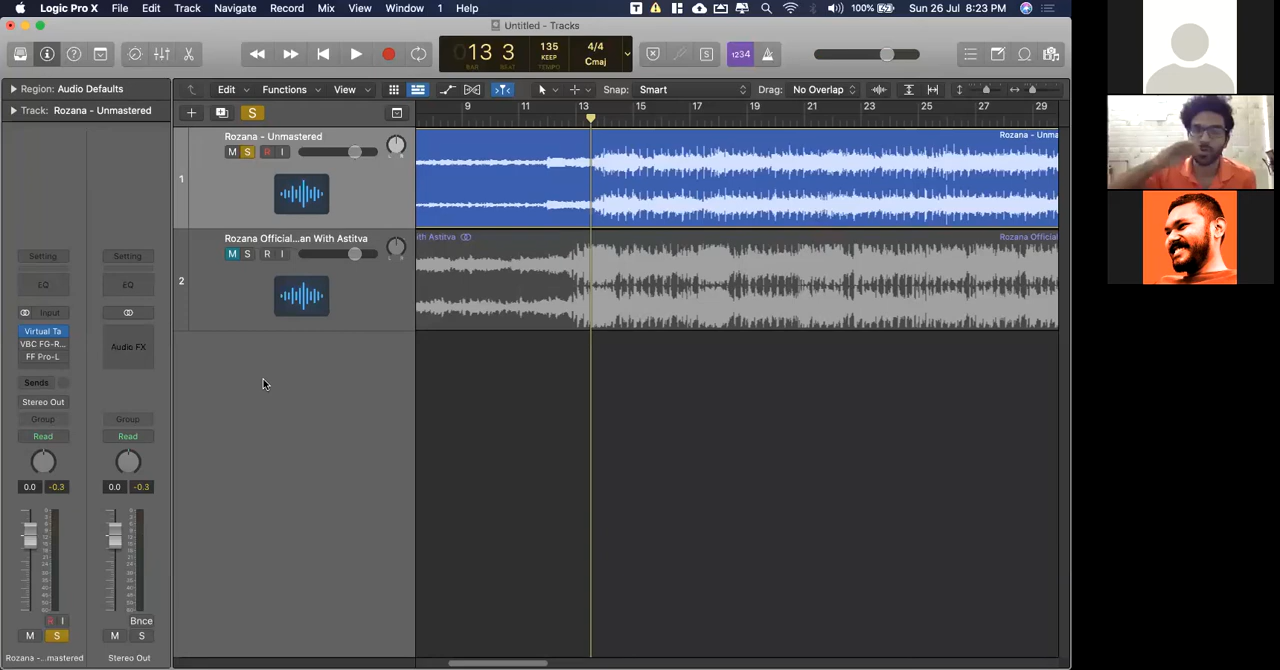 Logic Pro X File Edit Track Navigate Record Mix View Window 1 Help 100% Sun 26 Jul 8:23 PM
Untitled - Tracks
13 3 135 4/4
BAR BEAT KEEP TEMPO Cmaj
1234
Region: Audio Defaults
Edit Functions View Snap: Smart Drag: No Overlap
Track: Rozana - Unmastered
S
9 11 13 15 17 19 21 23 25 27 29
Rozana - Unmastered
Rozana - Unma
M S R I
1
Rozana Official...an With Astitva
ith Astitva
Rozana Official
M S R I
2
Setting Setting
EQ EQ
Input
Virtual Ta
VBC FG-R...
FF Pro-L
Audio FX
Sends
Stereo Out
Group Group
Read Read
0.0 -0.3 0.0 -0.3
R I Bnce
M S M S
Rozana -...mastered Stereo Out